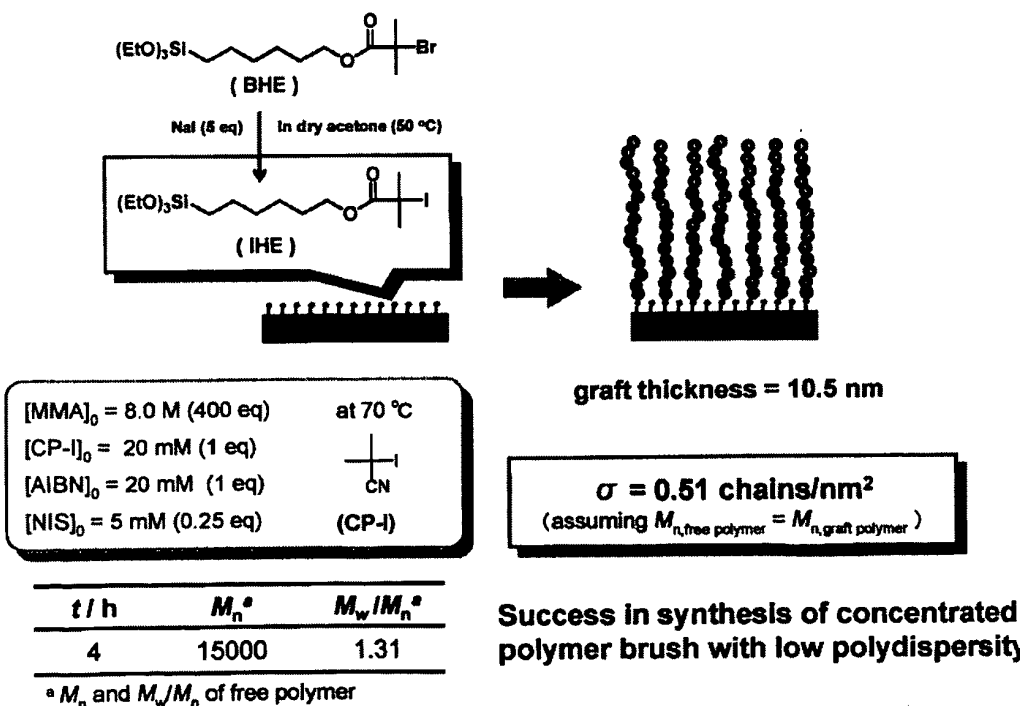 (EtO)₃Si
O
O
Br
( BHE )
NaI (5 eq)
In dry acetone (50 °C)
(EtO)₃Si
O
O
I
( IHE )
graft thickness = 10.5 nm
[MMA]₀ = 8.0 M (400 eq) at 70 °C
[CP-I]₀ = 20 mM (1 eq)
I
CN
[AIBN]₀ = 20 mM (1 eq)
[NIS]₀ = 5 mM (0.25 eq) (CP-I)
σ = 0.51 chains/nm²
(assuming Mn,free polymer = Mn,graft polymer )
t / h Mnᵃ Mw/Mnᵃ
4 15000 1.31
ᵃ Mn and Mw/Mn of free polymer
Success in synthesis of concentrated
polymer brush with low polydispersity